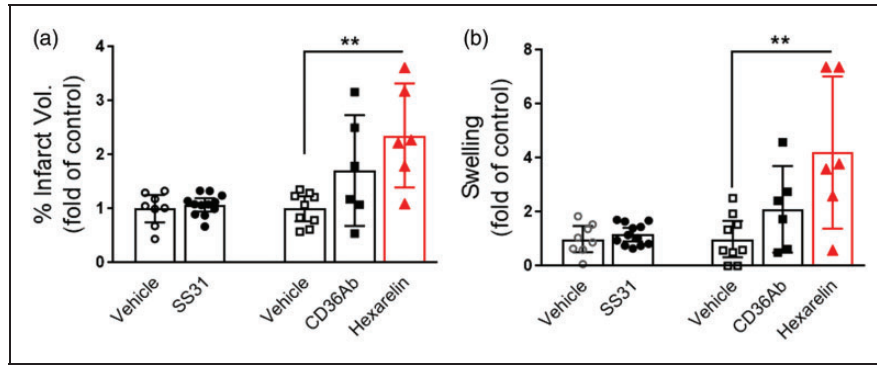 (a)
% Infarct Vol.
(fold of control)
4
3
2
1
0
**
Vehicle
SS31
Vehicle
CD36Ab
Hexarelin
(b)
Swelling
(fold of control)
8
6
4
2
0
**
Vehicle
SS31
Vehicle
CD36Ab
Hexarelin